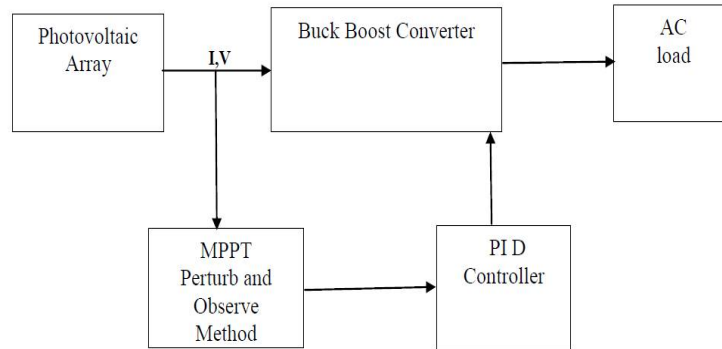 Photovoltaic
Array
I,V
Buck Boost Converter
AC
load
MPPT
Perturb and
Observe
Method
PI D
Controller